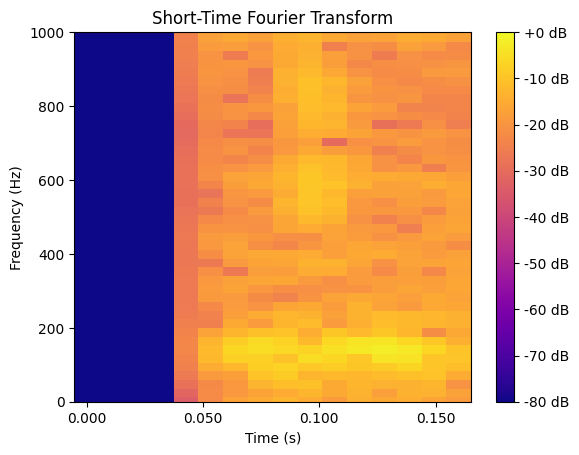 Short-Time Fourier Transform
Frequency (Hz)
1000
800
600
400
200
0
0.000
0.050
0.100
0.150
Time (s)
+0 dB
-10 dB
-20 dB
-30 dB
-40 dB
-50 dB
-60 dB
-70 dB
-80 dB